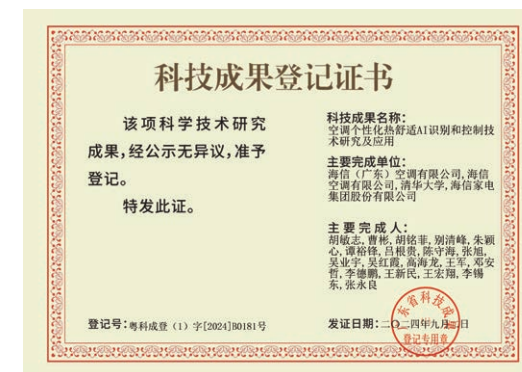 科技成果登记证书
该项科学技术研究
成果,经公示无异议,准予
登记。
特发此证。
科技成果名称:
空调个性化热舒适AI识别和控制技
术研究及应用
主要完成单位:
海信(广东)空调有限公司,海信
空调有限公司,清华大学,海信家电
集团股份有限公司
主要完成人:
胡敏志,曹彬,胡铭菲,别清峰,朱颖
心,谭裕锋,吕根贵,陈守海,张旭,
吴业宇,吴红霞,高海龙,王军,邓安
哲,李德鹏,王新民,王宏翔,李锡
东,张永良
登记号:粤科成登(1)字[2024]B0181号
发证日期:二〇二四年九月 日
东省科技成
登记专用章